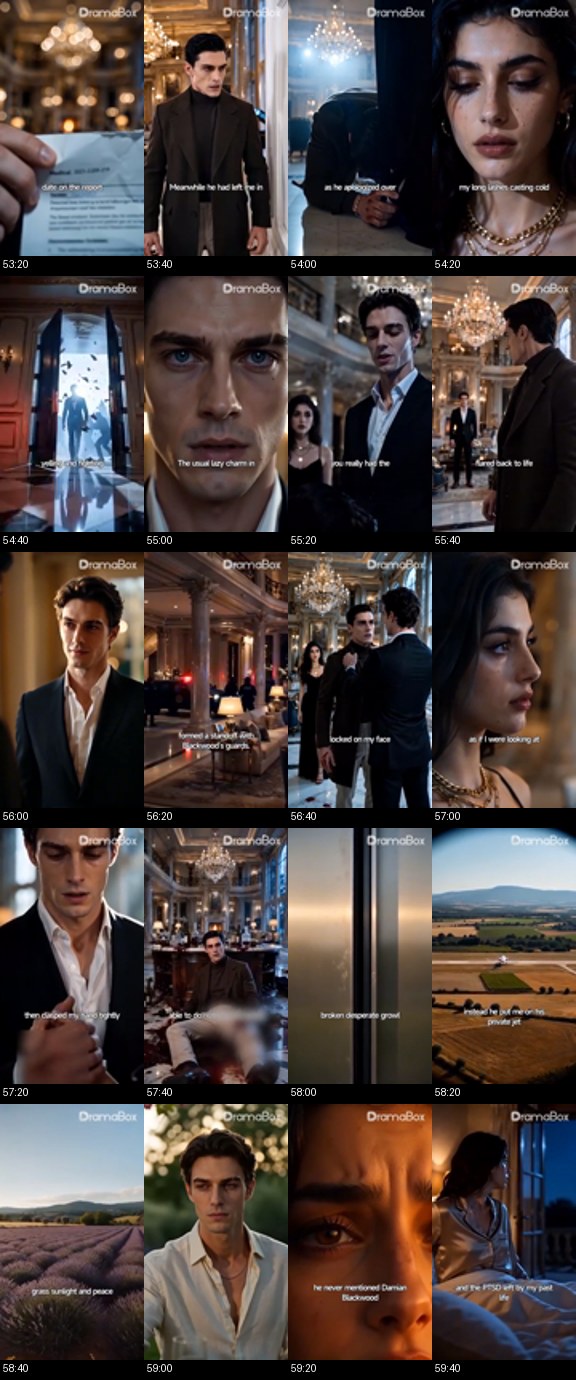 DramaBox
date on the report
53:20
DramaBox
Meanwhile he had left me in
53:40
DramaBox
as he apologized over
54:00
DramaBox
my long lashes casting cold
54:20
DramaBox
54:40
DramaBox
The usual lazy charm in
55:00
DramaBox
you really had the
55:20
DramaBox
flared back to life
55:40
DramaBox
56:00
DramaBox
formed a standoff with
Blackwood's guards.
56:20
DramaBox
locked on my face
56:40
DramaBox
as if I were looking at
57:00
DramaBox
then clasped my hand tightly
57:20
DramaBox
able to do
57:40
DramaBox
broken desperate growl
58:00
DramaBox
instead he put me on his
private jet
58:20
DramaBox
grass sunlight and peace
58:40
DramaBox
59:00
DramaBox
he never mentioned Damian
Blackwood
59:20
DramaBox
and the PTSD left by my past
life
59:40